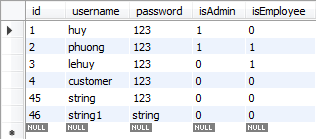 id username password isAdmin isEmployee
1 huy 123 1 0
2 phuong 123 1 1
3 lehuy 123 0 1
4 customer 123 0 0
45 string 123 0 0
46 string1 string 0 0
NULL NULL NULL NULL NULL